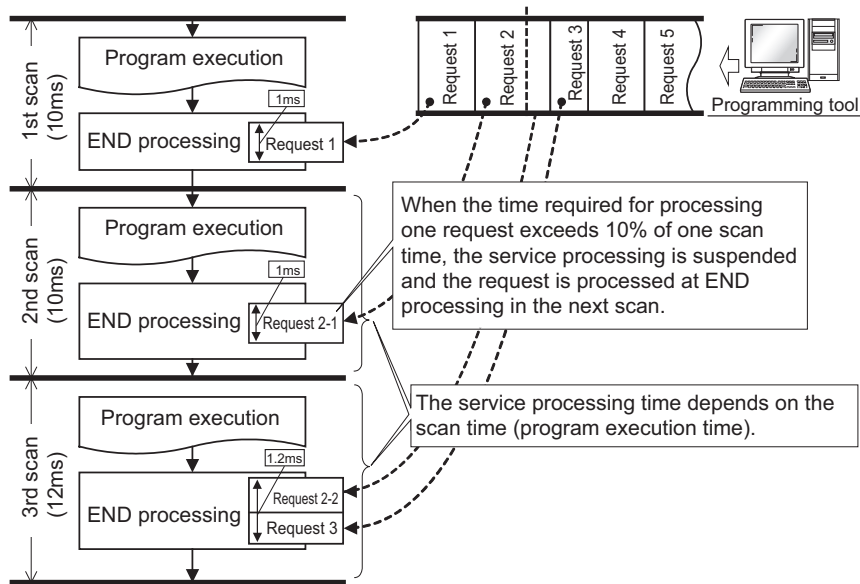 1st scan
(10ms)
Program execution
1ms
END processing
Request 1
Request 1
Request 2
Request 3
Request 4
Request 5
Programming tool
2nd scan
(10ms)
Program execution
1ms
END processing
Request 2-1
When the time required for processing
one request exceeds 10% of one scan
time, the service processing is suspended
and the request is processed at END
processing in the next scan.
3rd scan
(12ms)
Program execution
1.2ms
END processing
Request 2-2
Request 3
The service processing time depends on the
scan time (program execution time).